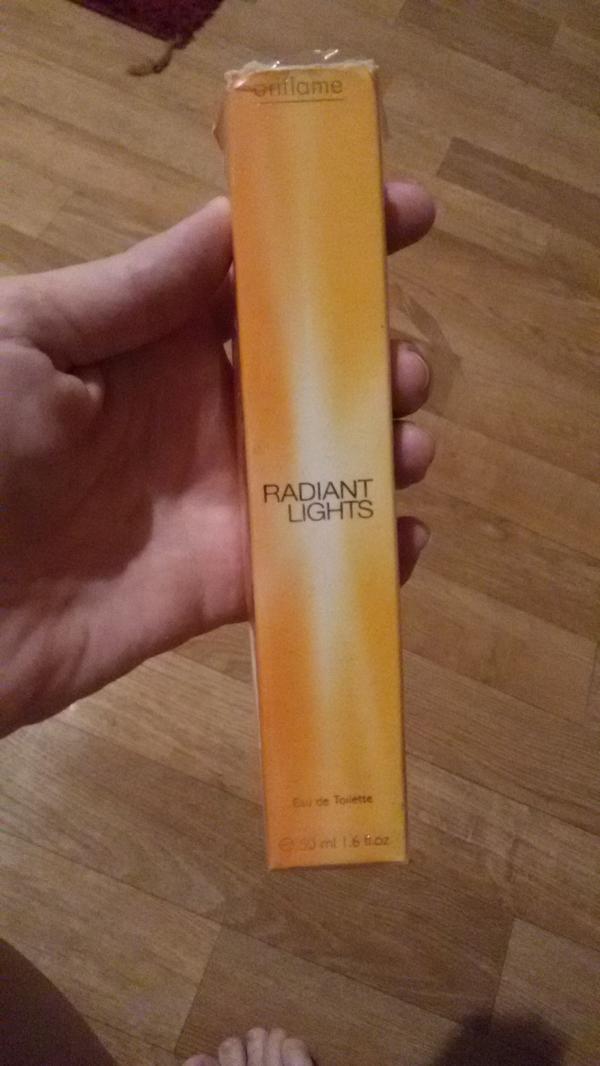 oriflame
RADIANT
LIGHTS
Eau de Toilette
℮ 50 ml 1.6 fl.oz